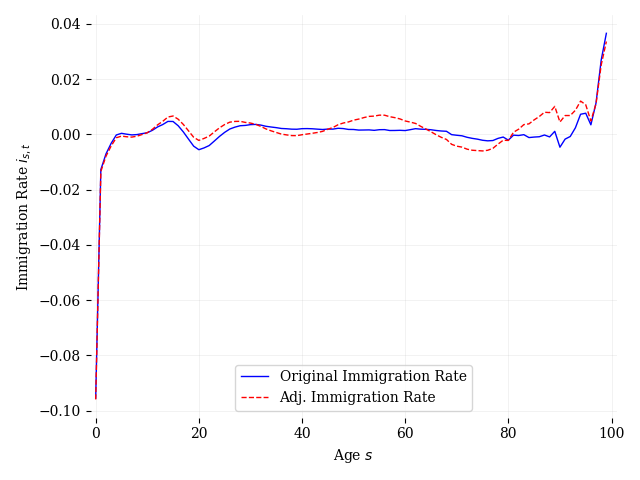 0.04
0.02
0.00
−0.02
−0.04
−0.06
−0.08
−0.10
Immigration Rate i_{s,t}
Original Immigration Rate
Adj. Immigration Rate
0 20 40 60 80 100
Age s